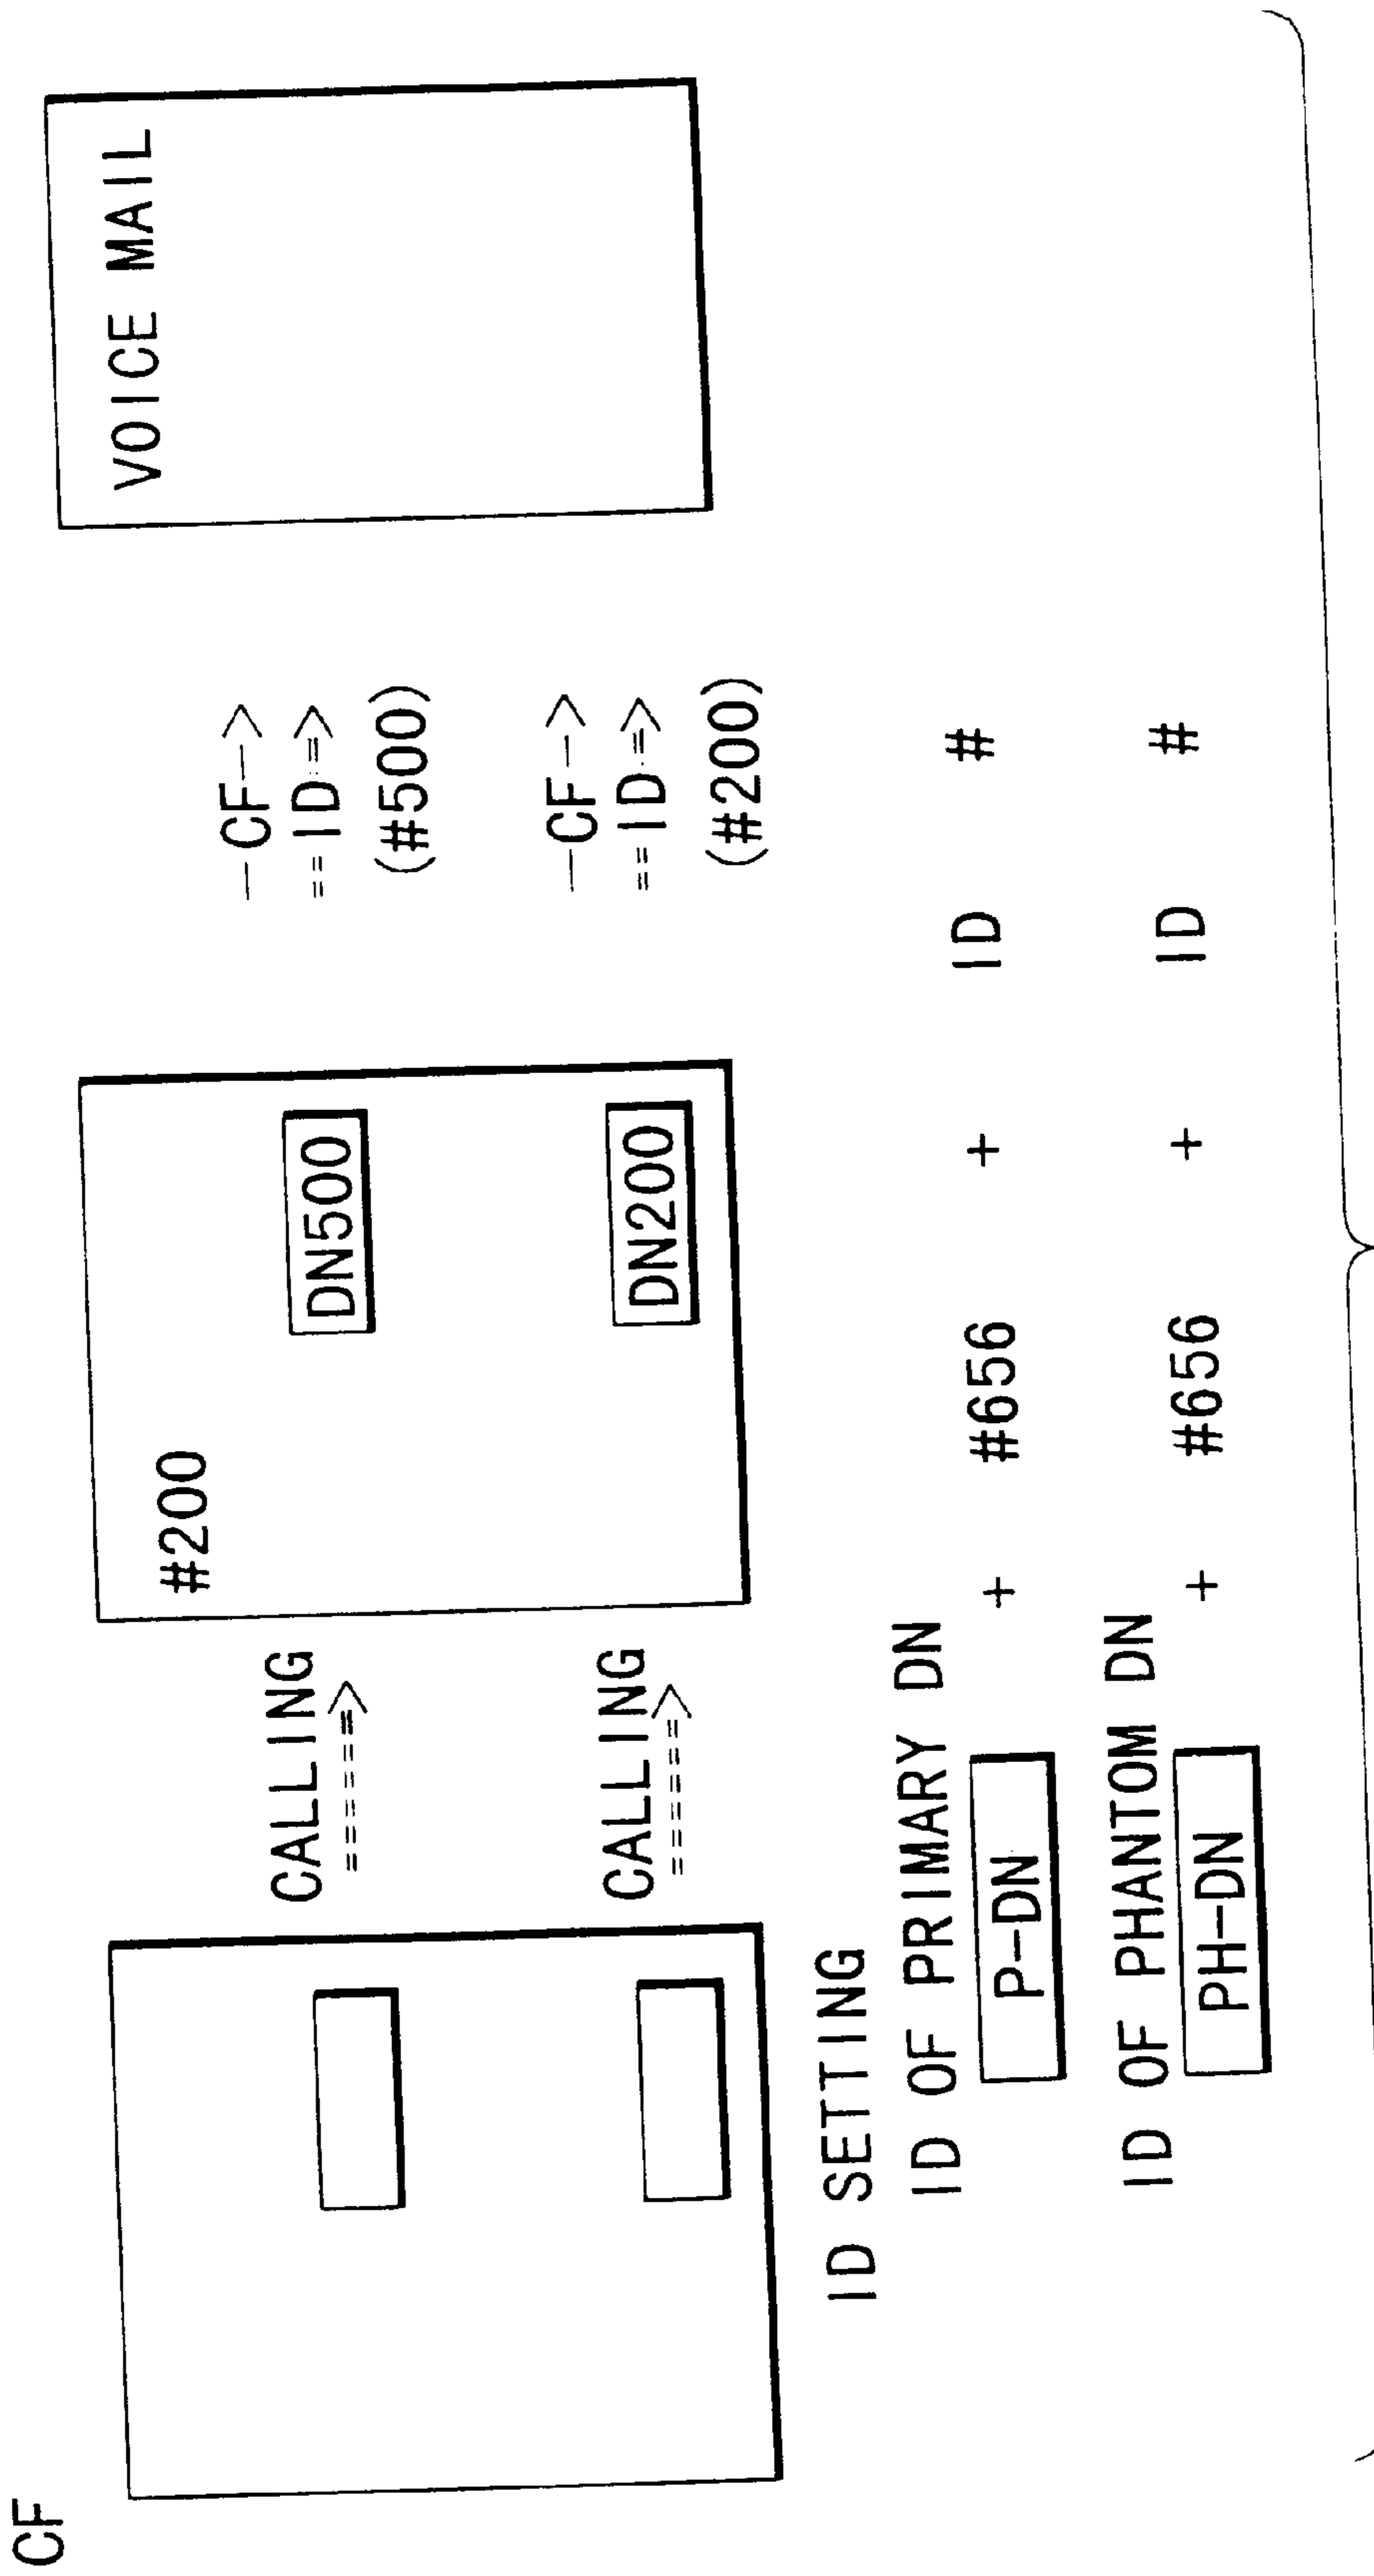 CF
#200
VOICE MAIL
CALLING
====>
DN500
—CF—>
==ID==>
(#500)
CALLING
====>
DN200
—CF—>
==ID==>
(#200)
ID SETTING
ID OF PRIMARY DN
P-DN + #656 + ID #
ID OF PHANTOM DN
PH-DN + #656 + ID #